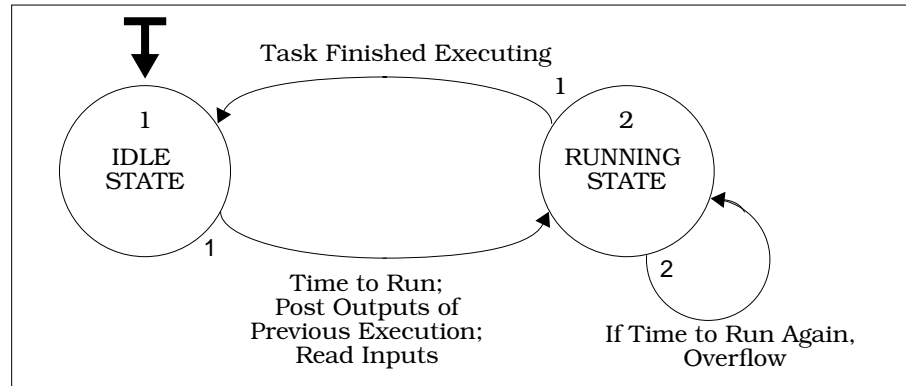 Task Finished Executing
1
1
IDLE
STATE
2
RUNNING
STATE
1
2
Time to Run;
Post Outputs of
Previous Execution;
Read Inputs
If Time to Run Again,
Overflow